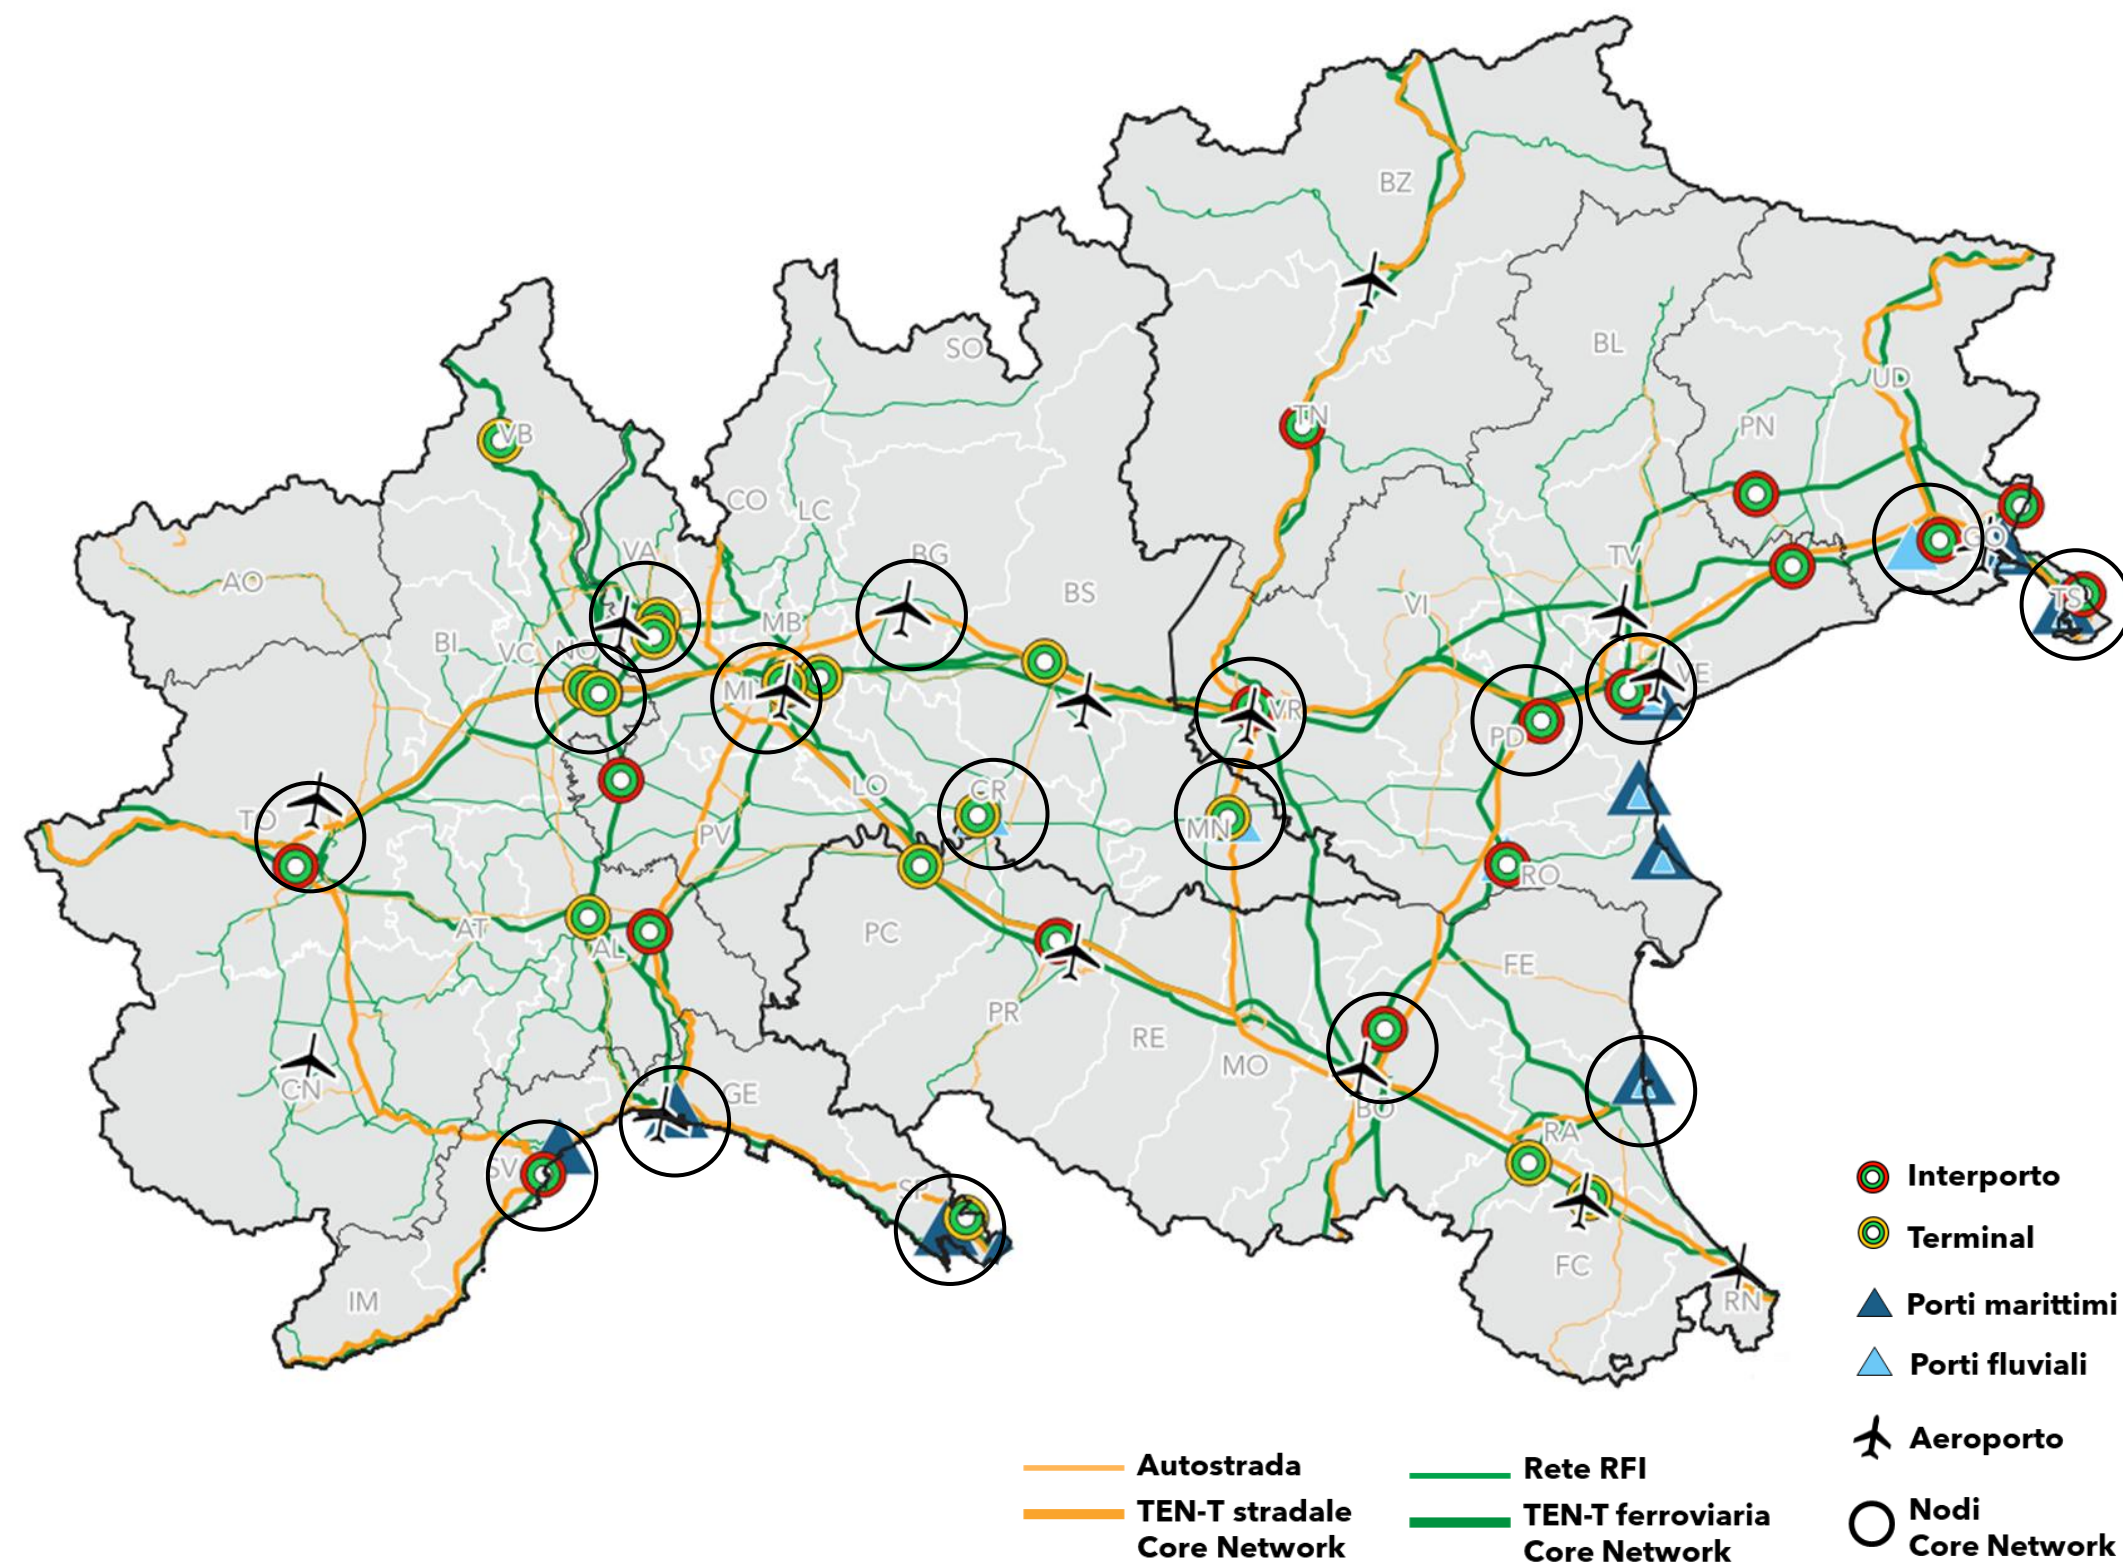 BZ
SO
BL
UD
VB
TN
PN
CO
LC
VA
BG
GO
AO
TV
BS
TS
BI
VC
NO
MB
VI
VE
MI
VR
PD
LO
CR
TO
PV
MN
RO
AT
AL
PC
FE
PR
RE
MO
CN
GE
BO
RA
SV
SP
FC
IM
RN
Interporto
Terminal
Porti marittimi
Porti fluviali
Aeroporto
Nodi
Core Network
Autostrada
TEN-T stradale
Core Network
Rete RFI
TEN-T ferroviaria
Core Network